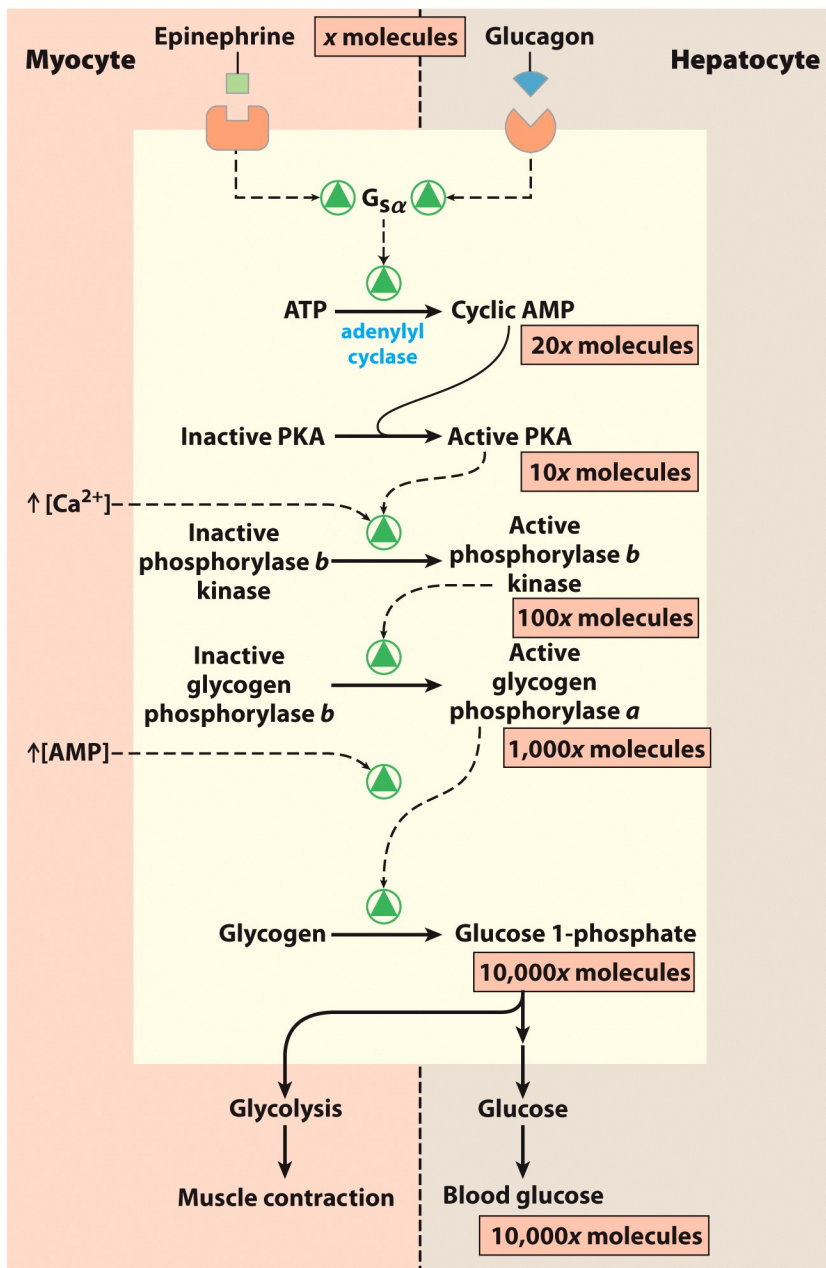 Epinephrine
x molecules
Glucagon
Myocyte
Hepatocyte
Gsα
ATP
Cyclic AMP
adenylyl
cyclase
20x molecules
Inactive PKA
Active PKA
10x molecules
↑[Ca²⁺]
Inactive
phosphorylase b
kinase
Active
phosphorylase b
kinase
100x molecules
Inactive
glycogen
phosphorylase b
Active
glycogen
phosphorylase a
1,000x molecules
↑[AMP]
Glycogen
Glucose 1-phosphate
10,000x molecules
Glycolysis
Glucose
Muscle contraction
Blood glucose
10,000x molecules